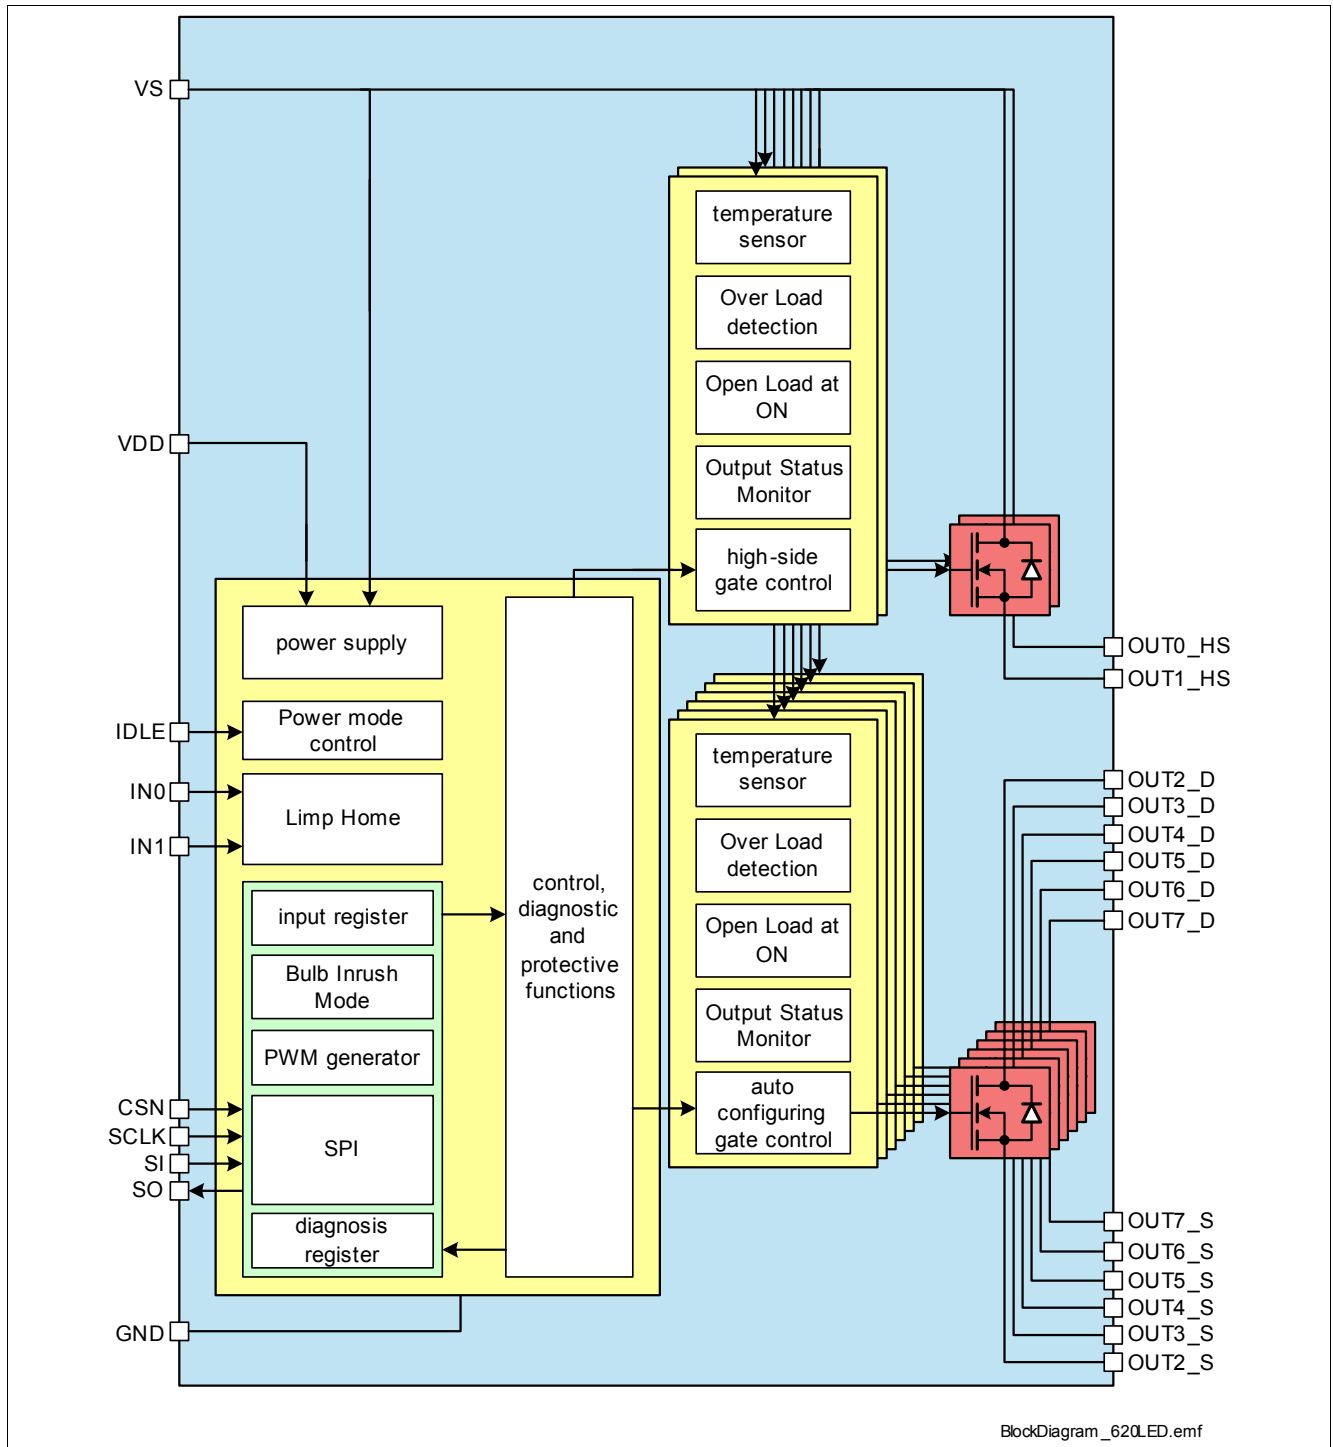 VS
temperature
sensor
Over Load
detection
Open Load at
ON
VDD
Output Status
Monitor
high-side
gate control
power supply
OUT0_HS
OUT1_HS
IDLE
Power mode
control
IN0
Limp Home
IN1
temperature
sensor
Over Load
detection
Open Load at
ON
Output Status
Monitor
auto
configuring
gate control
OUT2_D
OUT3_D
OUT4_D
OUT5_D
OUT6_D
OUT7_D
input register
Bulb Inrush
Mode
PWM generator
SPI
diagnosis
register
control,
diagnostic
and
protective
functions
CSN
SCLK
SI
SO
GND
OUT7_S
OUT6_S
OUT5_S
OUT4_S
OUT3_S
OUT2_S
BlockDiagram_620LED.emf